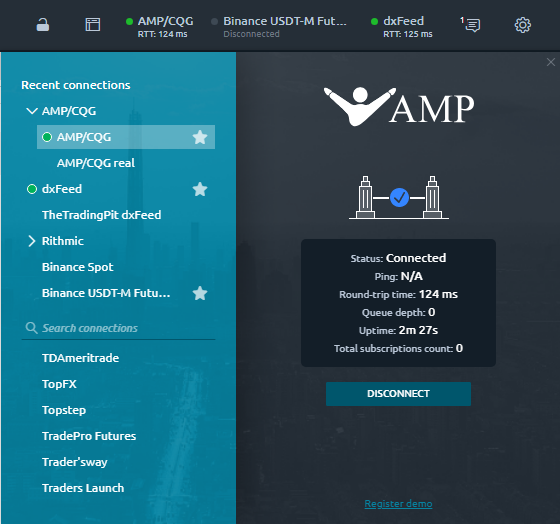 AMP/CQG
RTT: 124 ms
Binance USDT-M Fut...
Disconnected
dxFeed
RTT: 125 ms
1
Recent connections
AMP/CQG
AMP/CQG
AMP/CQG real
dxFeed
TheTradingPit dxFeed
Rithmic
Binance Spot
Binance USDT-M Futu...
Search connections
TDAmeritrade
TopFX
Topstep
TradePro Futures
Trader'sway
Traders Launch
AMP
Status: Connected
Ping: N/A
Round-trip time: 124 ms
Queue depth: 0
Uptime: 2m 27s
Total subscriptions count: 0
DISCONNECT
Register demo